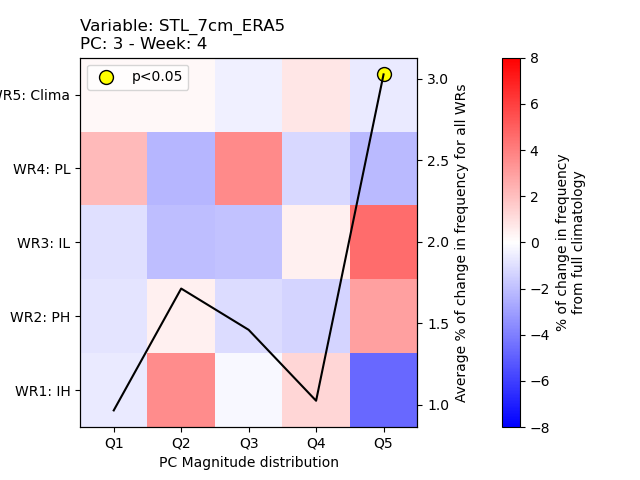 Variable: STL_7cm_ERA5
PC: 3 - Week: 4
p<0.05
R5: Clima
WR4: PL
WR3: IL
WR2: PH
WR1: IH
Q1 Q2 Q3 Q4 Q5
PC Magnitude distribution
3.0
2.5
2.0
1.5
1.0
Average % of change in frequency for all WRs
8
6
4
2
0
−2
−4
−6
−8
% of change in frequency
from full climatology